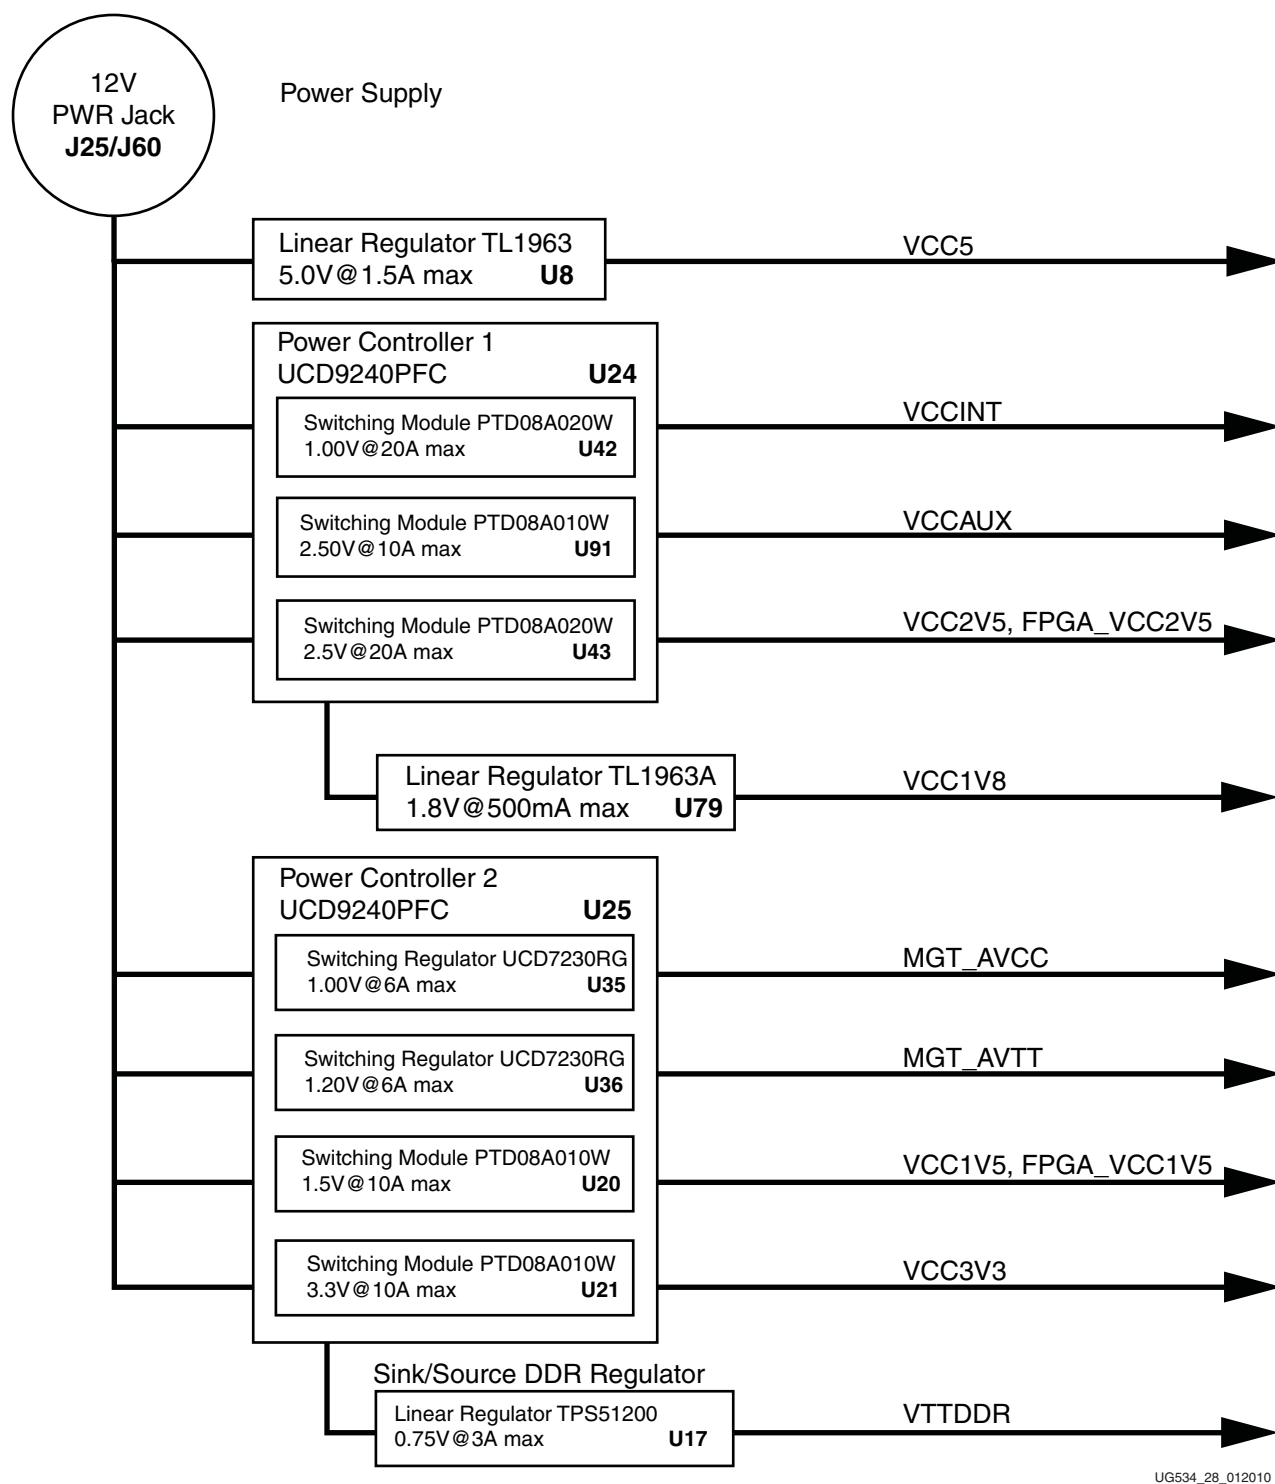 12V
PWR Jack
J25/J60
Power Supply
Linear Regulator TL1963
5.0V@1.5A max U8
VCC5
Power Controller 1
UCD9240PFC U24
Switching Module PTD08A020W
1.00V@20A max U42
VCCINT
Switching Module PTD08A010W
2.50V@10A max U91
VCCAUX
Switching Module PTD08A020W
2.5V@20A max U43
VCC2V5, FPGA_VCC2V5
Linear Regulator TL1963A
1.8V@500mA max U79
VCC1V8
Power Controller 2
UCD9240PFC U25
Switching Regulator UCD7230RG
1.00V@6A max U35
MGT_AVCC
Switching Regulator UCD7230RG
1.20V@6A max U36
MGT_AVTT
Switching Module PTD08A010W
1.5V@10A max U20
VCC1V5, FPGA_VCC1V5
Switching Module PTD08A010W
3.3V@10A max U21
VCC3V3
Sink/Source DDR Regulator
Linear Regulator TPS51200
0.75V@3A max U17
VTTDDR
UG534_28_012010